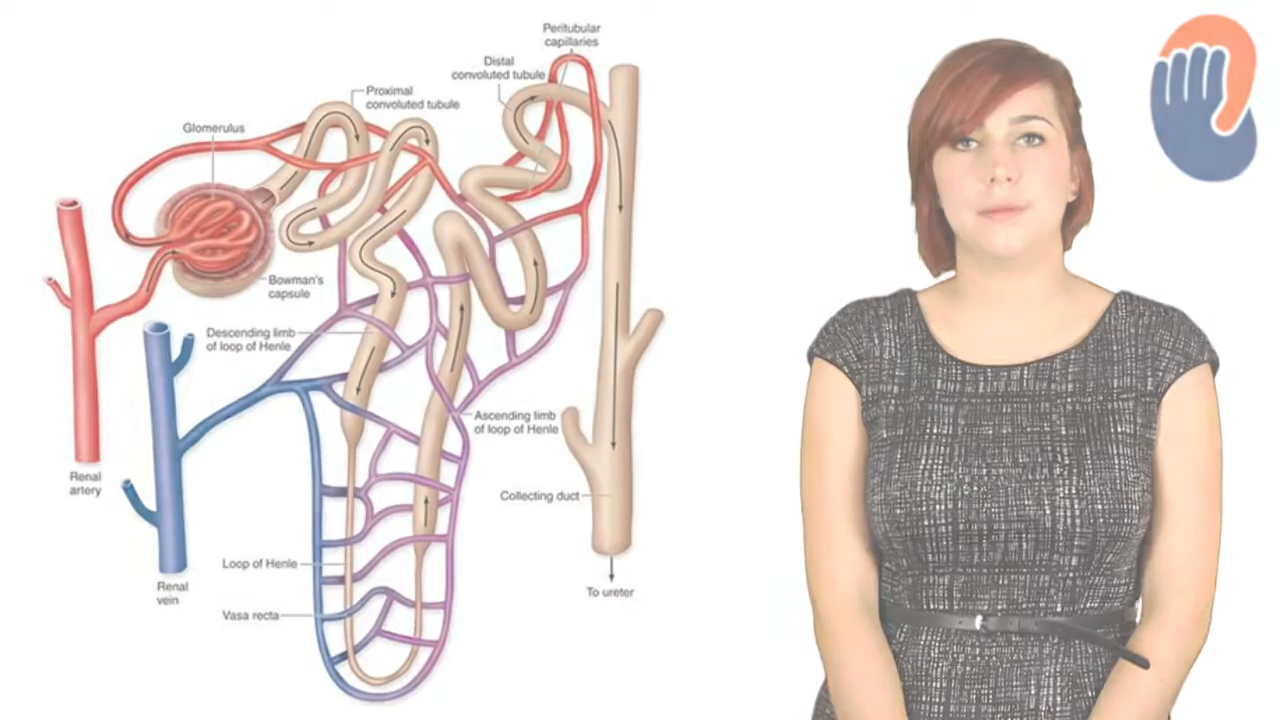 Peritubular
capillaries
Distal
convoluted tubule
Proximal
convoluted tubule
Glomerulus
Bowman's
capsule
Descending limb
of loop of Henle
Ascending limb
of loop of Henle
Renal
artery
Collecting duct
Loop of Henle
Renal
vein
To ureter
Vasa recta